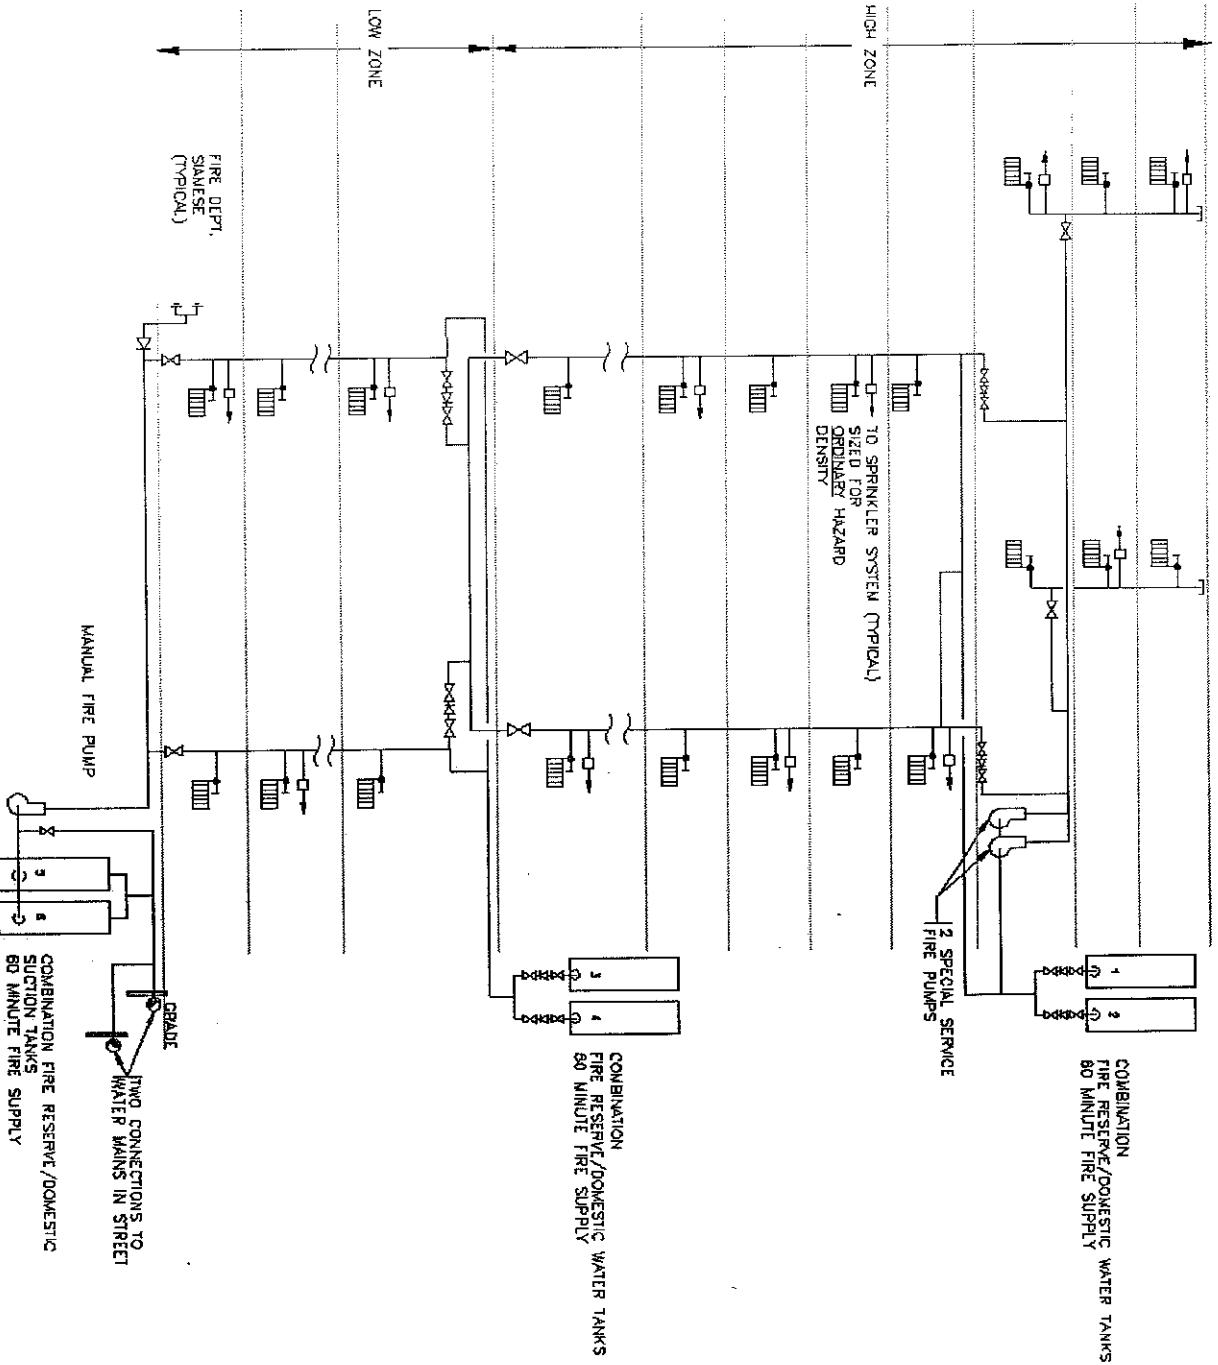 HIGH ZONE
LOW ZONE
FIRE DEPT.
SIAMESE
(TYPICAL)
TO SPRINKLER SYSTEM (TYPICAL)
SIZED FOR
ORDINARY HAZARD
DENSITY
MANUAL FIRE PUMP
2 SPECIAL SERVICE
FIRE PUMPS
1
2
COMBINATION
FIRE RESERVE/DOMESTIC WATER TANKS
60 MINUTE FIRE SUPPLY
3
4
COMBINATION
FIRE RESERVE/DOMESTIC WATER TANKS
60 MINUTE FIRE SUPPLY
GRADE
TWO CONNECTIONS TO
WATER MAINS IN STREET
5
6
COMBINATION FIRE RESERVE/DOMESTIC
SUCTION TANKS
60 MINUTE FIRE SUPPLY